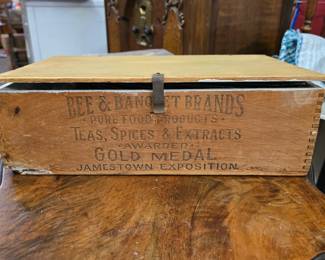 BEE & BANQUET BRANDS
- PURE FOOD PRODUCTS -
TEAS, SPICES & EXTRACTS
- AWARDED -
GOLD MEDAL
JAMESTOWN EXPOSITION